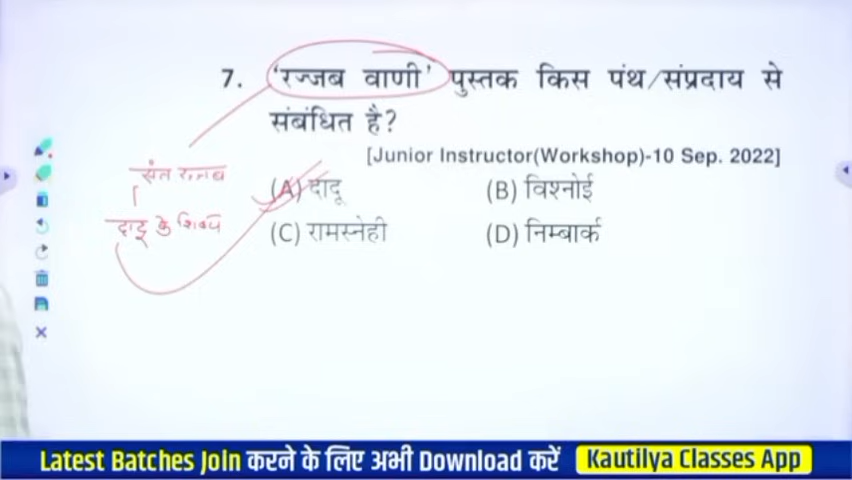 7. 'रज्जब वाणी' पुस्तक किस पंथ/संप्रदाय से
संबंधित है?
[Junior Instructor(Workshop)-10 Sep. 2022]
संत रज्जब
दादू के शिष्य
(A) दादू (B) विश्नोई
(C) रामस्नेही (D) निम्बार्क
Latest Batches Join करने के लिए अभी Download करें Kautilya Classes App